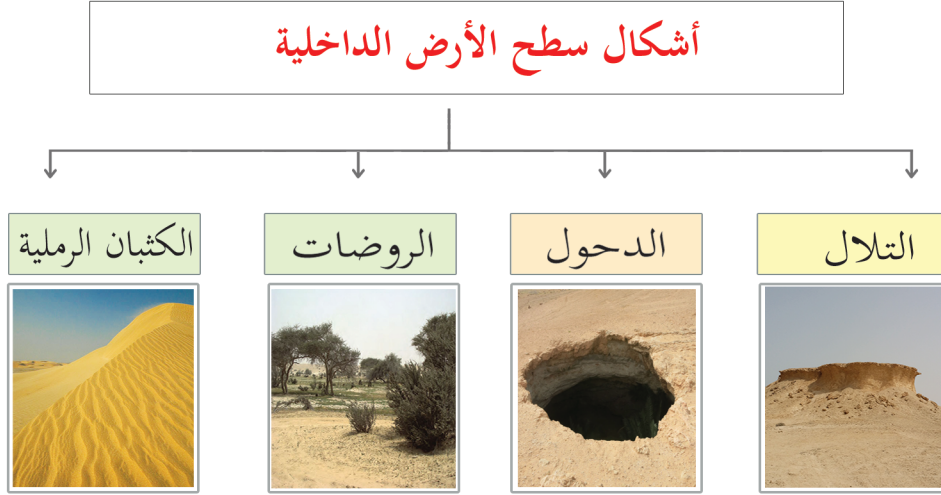 أشكال سطح الأرض الداخلية
التلال
الدحول
الروضات
الكثبان الرملية